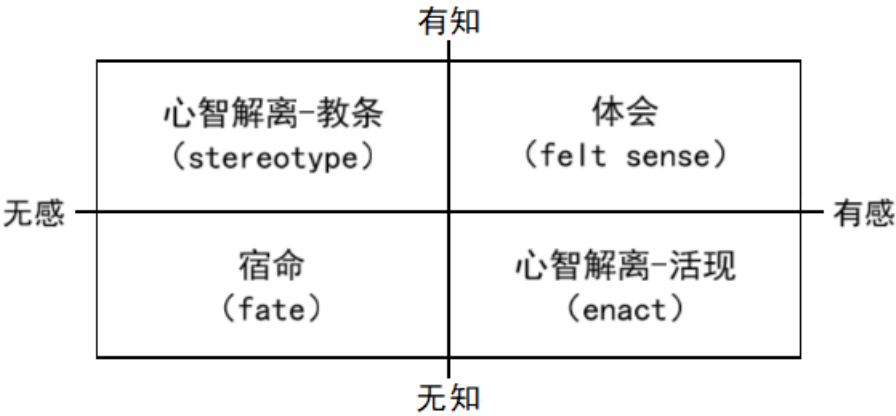 有知
心智解离-教条
（stereotype）
体会
（felt sense）
无感
有感
宿命
（fate）
心智解离-活现
（enact）
无知